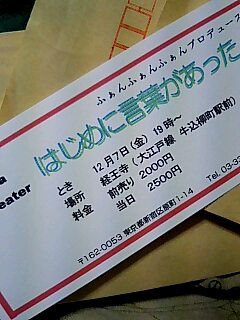 ふぁんふぁんふぁんプロデュース
はじめに言葉があった
とき 12月7日(金)19時〜
場所 経王寺(大江戸線 牛込柳町駅前)
料金 前売り 2000円
当日 2500円
〒162-0053 東京都新宿区原町1-14
Tel. 03-3
a
eater